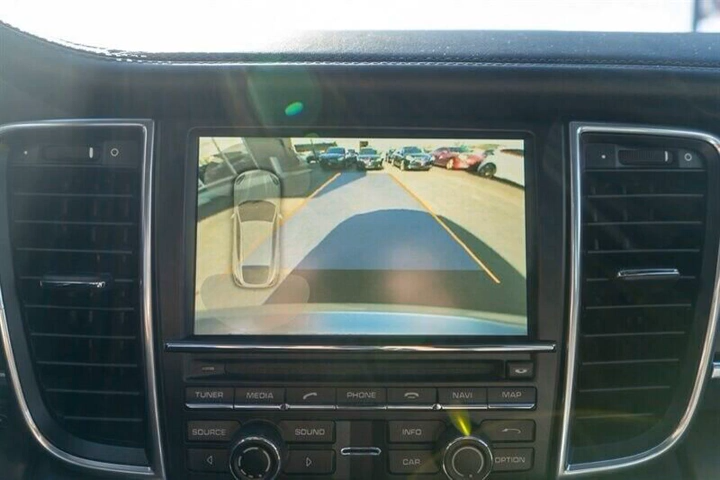 TUNER MEDIA PHONE NAVI MAP
SOURCE SOUND INFO
CAR OPTION